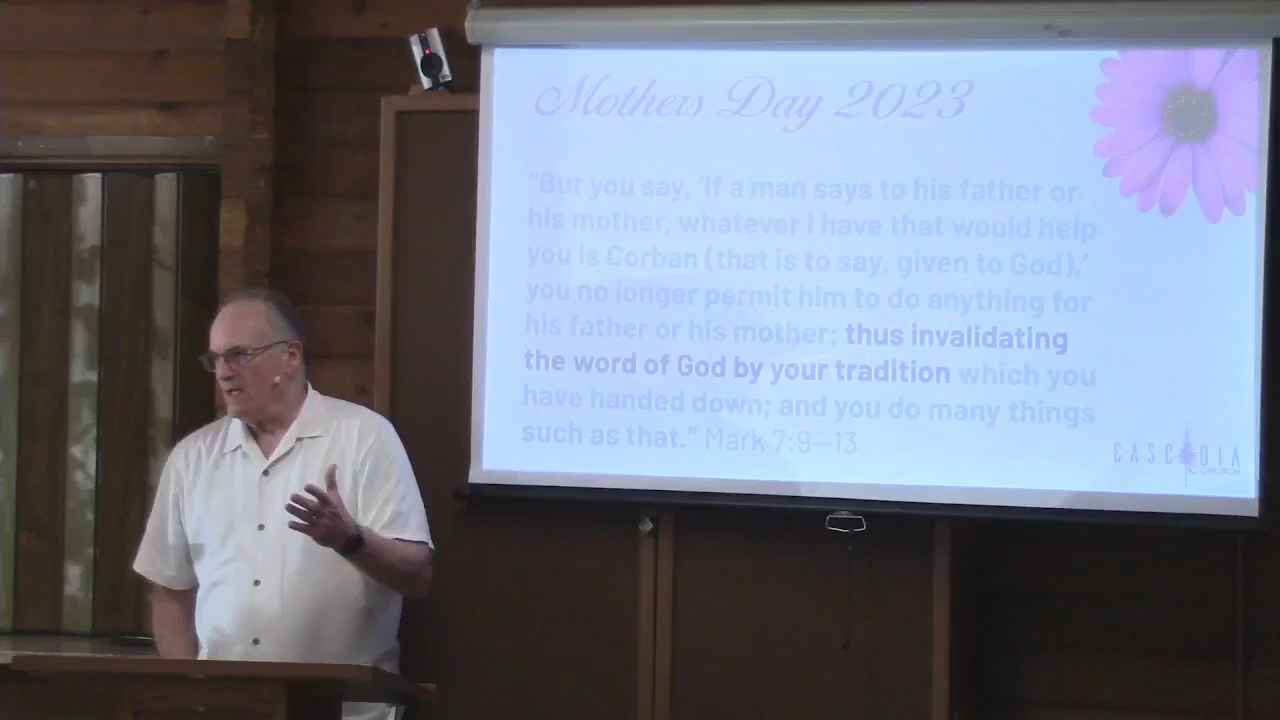 Mothers Day 2023
“But you say, ‘If a man says to his father or
his mother, whatever I have that would help
you is Corban (that is to say, given to God),’
you no longer permit him to do anything for
his father or his mother; thus invalidating
the word of God by your tradition which you
have handed down; and you do many things
such as that.” Mark 7:9–13
CASCADIA
CHURCH